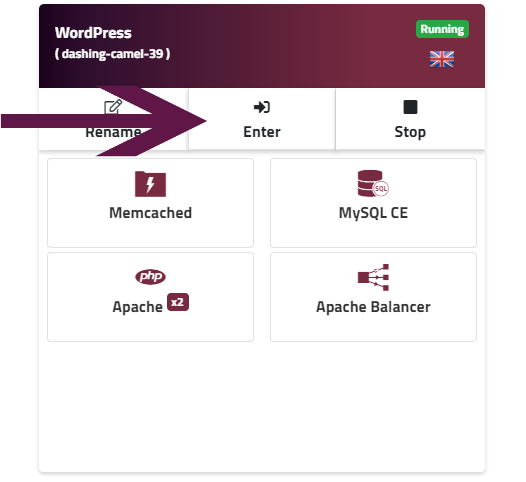 WordPress
Running
( dashing-camel-39 )
Rename
Enter
Stop
Memcached
SQL
MySQL CE
php
Apache x2
Apache Balancer